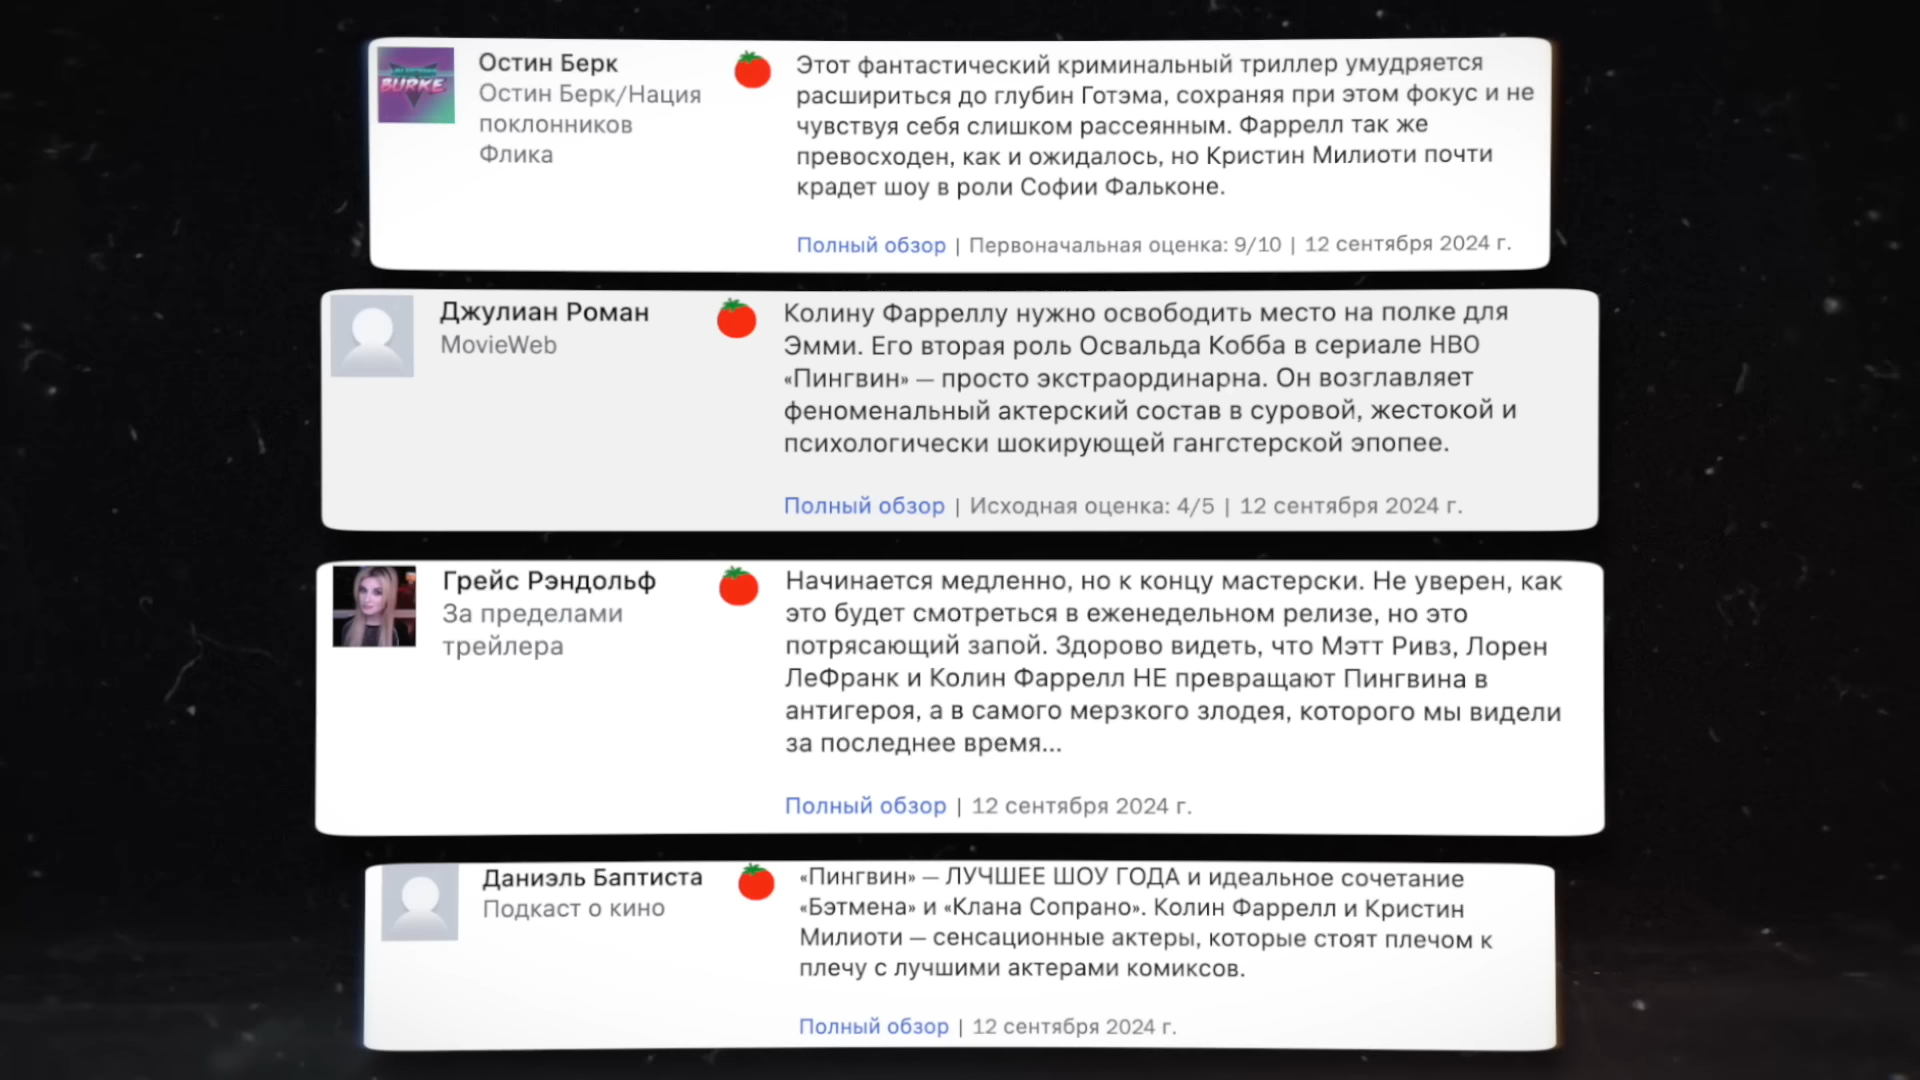 BURKE
Остин Берк
Остин Берк/Нация
поклонников
Флика
Этот фантастический криминальный триллер умудряется
расшириться до глубин Готэма, сохраняя при этом фокус и не
чувствуя себя слишком рассеянным. Фаррелл так же
превосходен, как и ожидалось, но Кристин Милиоти почти
крадет шоу в роли Софии Фальконе.
Полный обзор | Первоначальная оценка: 9/10 | 12 сентября 2024 г.
Джулиан Роман
MovieWeb
Колину Фарреллу нужно освободить место на полке для
Эмми. Его вторая роль Освальда Кобба в сериале HBO
«Пингвин» — просто экстраординарна. Он возглавляет
феноменальный актерский состав в суровой, жестокой и
психологически шокирующей гангстерской эпопее.
Полный обзор | Исходная оценка: 4/5 | 12 сентября 2024 г.
Грейс Рэндольф
За пределами
трейлера
Начинается медленно, но к концу мастерски. Не уверен, как
это будет смотреться в еженедельном релизе, но это
потрясающий запой. Здорово видеть, что Мэтт Ривз, Лорен
ЛеФранк и Колин Фаррелл НЕ превращают Пингвина в
антигероя, а в самого мерзкого злодея, которого мы видели
за последнее время...
Полный обзор | 12 сентября 2024 г.
Даниэль Баптиста
Подкаст о кино
«Пингвин» — ЛУЧШЕЕ ШОУ ГОДА и идеальное сочетание
«Бэтмена» и «Клана Сопрано». Колин Фаррелл и Кристин
Милиоти — сенсационные актеры, которые стоят плечом к
плечу с лучшими актерами комиксов.
Полный обзор | 12 сентября 2024 г.